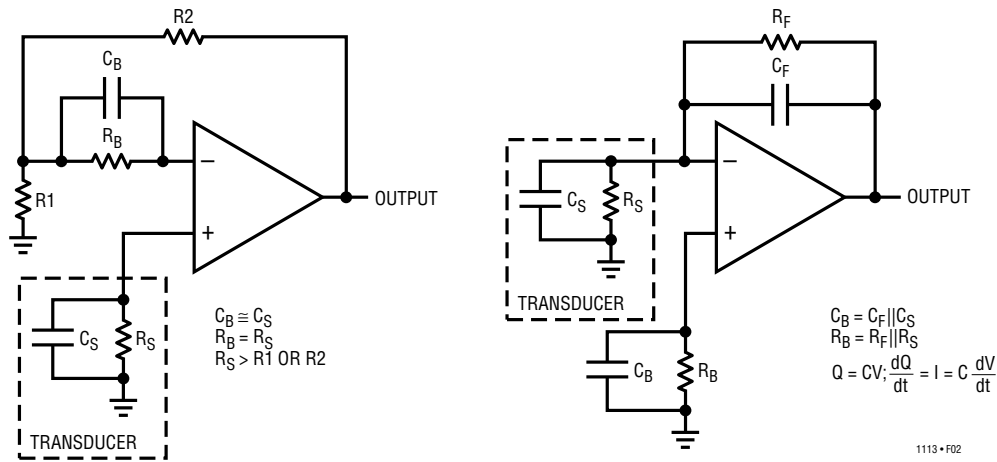 R2
C_B
R_B
R1
−
+
OUTPUT
C_S
R_S
TRANSDUCER
C_B ≅ C_S
R_B = R_S
R_S > R1 OR R2
R_F
C_F
C_S
R_S
TRANSDUCER
−
+
OUTPUT
C_B
R_B
C_B = C_F||C_S
R_B = R_F||R_S
Q = CV; dQ/dt = I = C dV/dt
1113 • F02